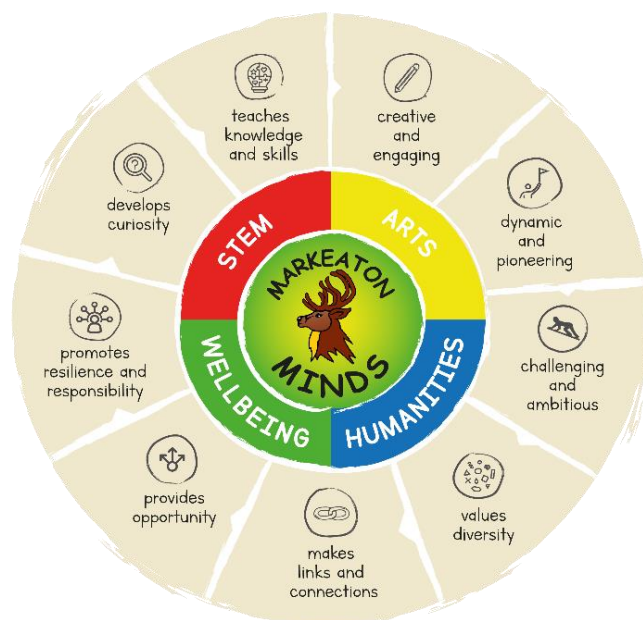 teaches
knowledge
and skills
creative
and
engaging
dynamic
and
pioneering
challenging
and
ambitious
values
diversity
makes
links and
connections
provides
opportunity
promotes
resilience and
responsibility
develops
curiosity
STEM
ARTS
HUMANITIES
WELLBEING
MARKEATON
MINDS